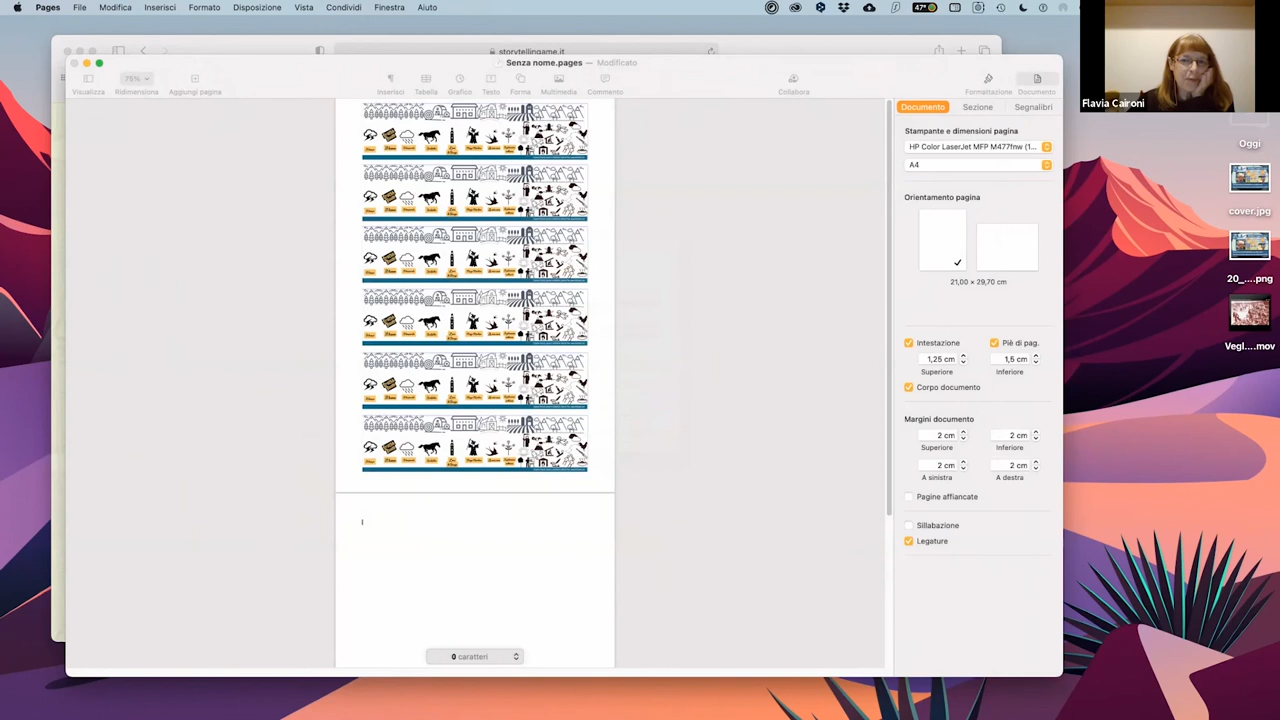 Pages File Modifica Inserisci Formato Disposizione Vista Condividi Finestra Aiuto
47°
storytellingame.it
Senza nome.pages — Modificato
75%
Visualizza Ridimensiona Aggiungi pagina Inserisci Tabella Grafico Testo Forma Multimedia Commento Collabora Formattazione Documento
Documento Sezione Segnalibri
Stampante e dimensioni pagina
HP Color LaserJet MFP M477fnw (1...
A4
Orientamento pagina
21,00 × 29,70 cm
Intestazione Piè di pag.
1,25 cm 1,5 cm
Superiore Inferiore
Corpo documento
Margini documento
2 cm 2 cm
Superiore Inferiore
2 cm 2 cm
A sinistra A destra
Pagine affiancate
Sillabazione
Legature
0 caratteri
Flavia Caironi
Oggi
cover.jpg
20_....png
Vegl....mov